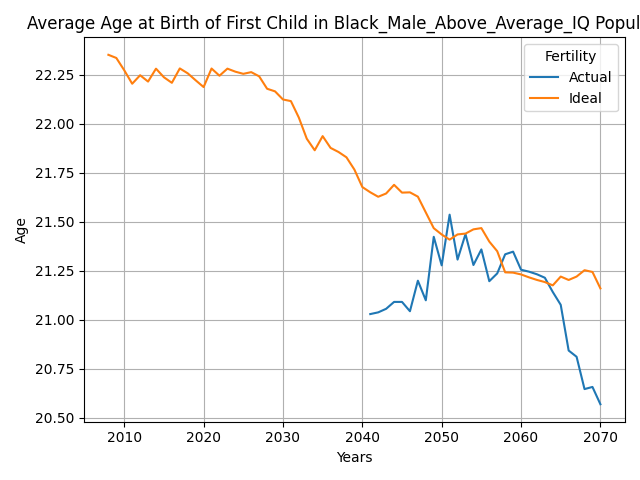 Average Age at Birth of First Child in Black_Male_Above_Average_IQ Popul
Fertility
Actual
Ideal
22.25
22.00
21.75
21.50
21.25
21.00
20.75
20.50
Age
2010 2020 2030 2040 2050 2060 2070
Years